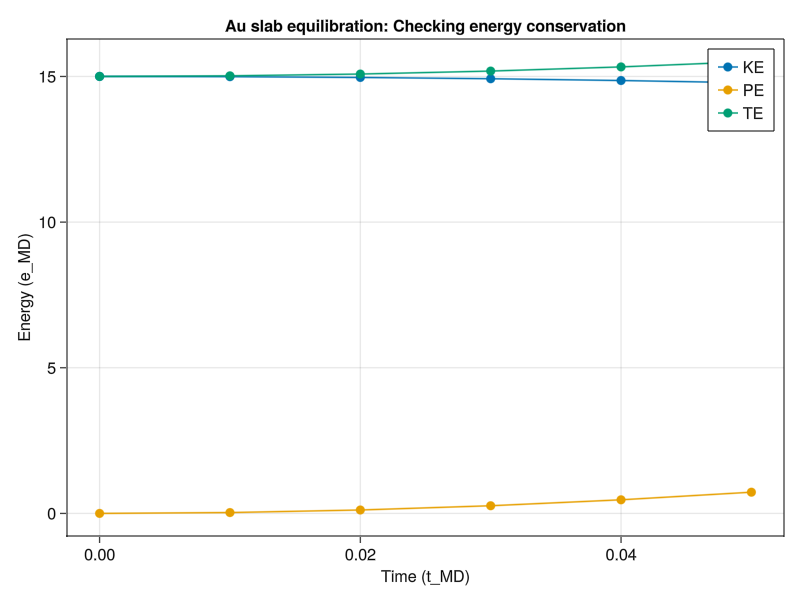 Au slab equilibration: Checking energy conservation
KE
PE
TE
15
10
5
0
Energy (e_MD)
0.00
0.02
0.04
Time (t_MD)